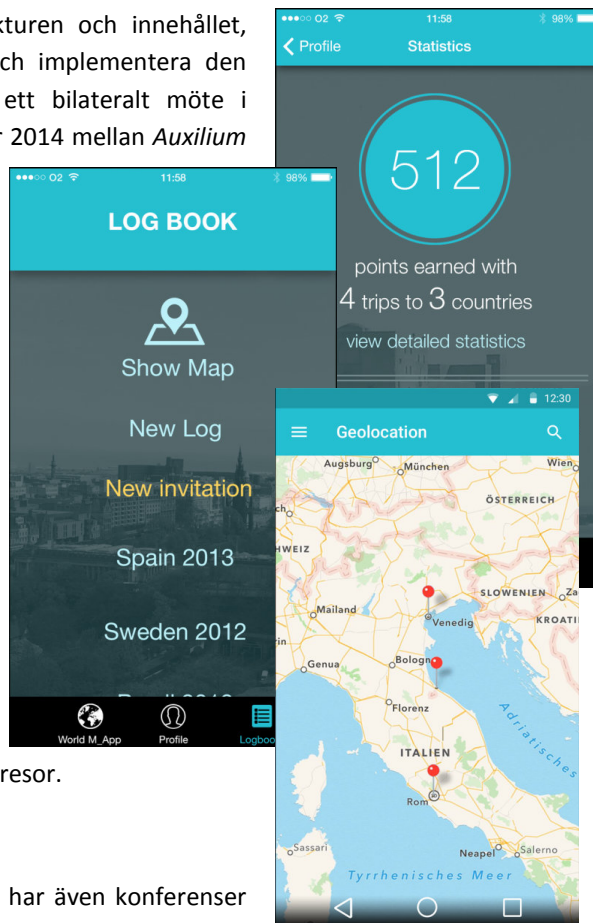 kturen och innehållet,
ch implementera den
ett bilateralt möte i
r 2014 mellan Auxilium
O2 11:58 98%
Profile Statistics
512
points earned with
4 trips to 3 countries
view detailed statistics
O2 11:58 98%
LOG BOOK
Show Map
New Log
New invitation
Spain 2013
Sweden 2012
World M_App Profile Logboo
12:30
Geolocation
Augsburg München Wien
ÖSTERREICH
HWEIZ
SLOWENIEN Za
Mailand Venedig KROATI
Genua Bologn
Florenz
Adriatisches
ITALIEN
Rom
Sassari Neapel Salerno
Tyrrhenisches Meer
resor.
har även konferenser